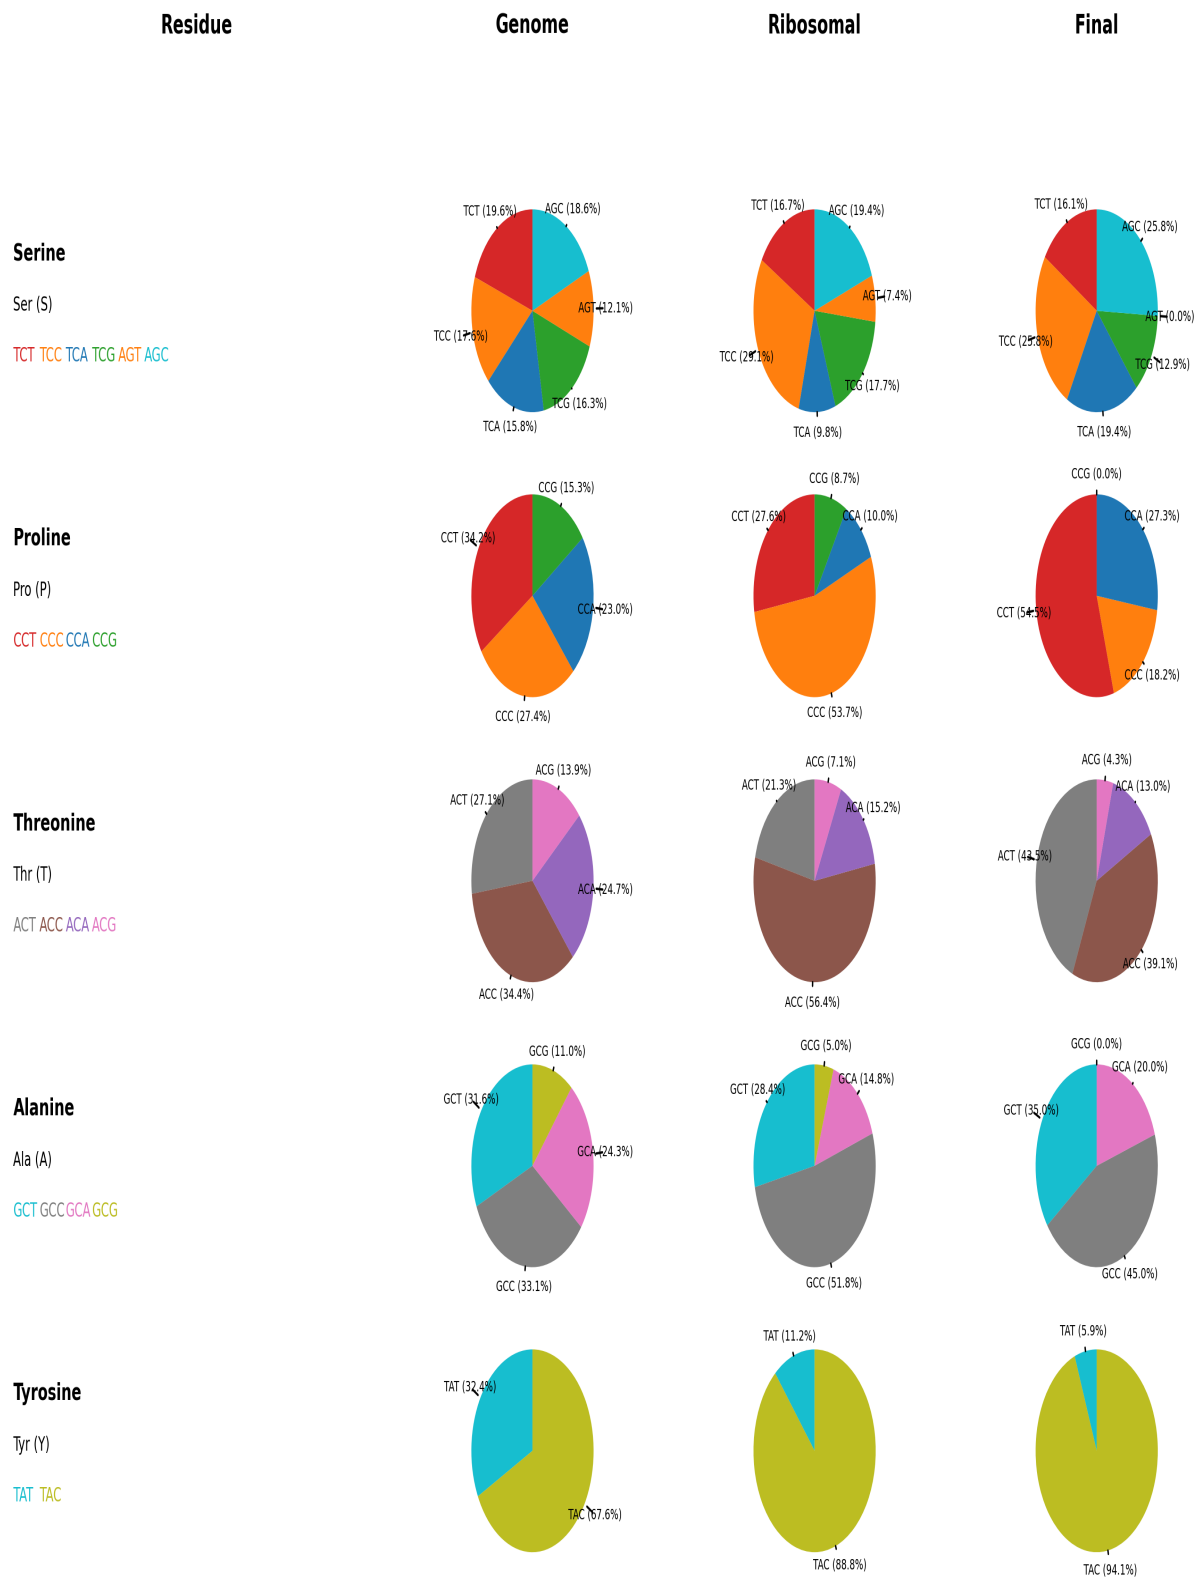 Residue Genome Ribosomal Final
Serine
Ser (S)
TCT TCC TCA TCG AGT AGC
TCT (19.6%) AGC (18.6%)
AGT (12.1%)
TCC (17.6%)
TCG (16.3%)
TCA (15.8%)
TCT (16.7%) AGC (19.4%)
AGT (7.4%)
TCC (29.1%)
TCG (17.7%)
TCA (9.8%)
TCT (16.1%) AGC (25.8%)
AGT (0.0%)
TCC (25.8%)
TCG (12.9%)
TCA (19.4%)
Proline
Pro (P)
CCT CCC CCA CCG
CCG (15.3%)
CCT (34.2%)
CCA (23.0%)
CCC (27.4%)
CCG (8.7%)
CCT (27.6%) CCA (10.0%)
CCC (53.7%)
CCG (0.0%)
CCA (27.3%)
CCT (54.5%)
CCC (18.2%)
Threonine
Thr (T)
ACT ACC ACA ACG
ACG (13.9%)
ACT (27.1%)
ACA (24.7%)
ACC (34.4%)
ACG (7.1%)
ACT (21.3%)
ACA (15.2%)
ACC (56.4%)
ACG (4.3%)
ACA (13.0%)
ACT (43.5%)
ACC (39.1%)
Alanine
Ala (A)
GCT GCC GCA GCG
GCG (11.0%)
GCT (31.6%)
GCA (24.3%)
GCC (33.1%)
GCG (5.0%)
GCT (28.4%) GCA (14.8%)
GCC (51.8%)
GCG (0.0%)
GCA (20.0%)
GCT (35.0%)
GCC (45.0%)
Tyrosine
Tyr (Y)
TAT TAC
TAT (32.4%)
TAC (67.6%)
TAT (11.2%)
TAC (88.8%)
TAT (5.9%)
TAC (94.1%)